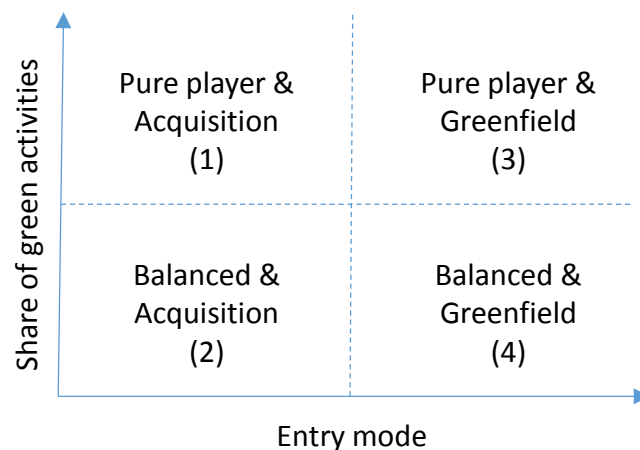 Share of green activities
Pure player &
Acquisition
(1)
Pure player &
Greenfield
(3)
Balanced &
Acquisition
(2)
Balanced &
Greenfield
(4)
Entry mode